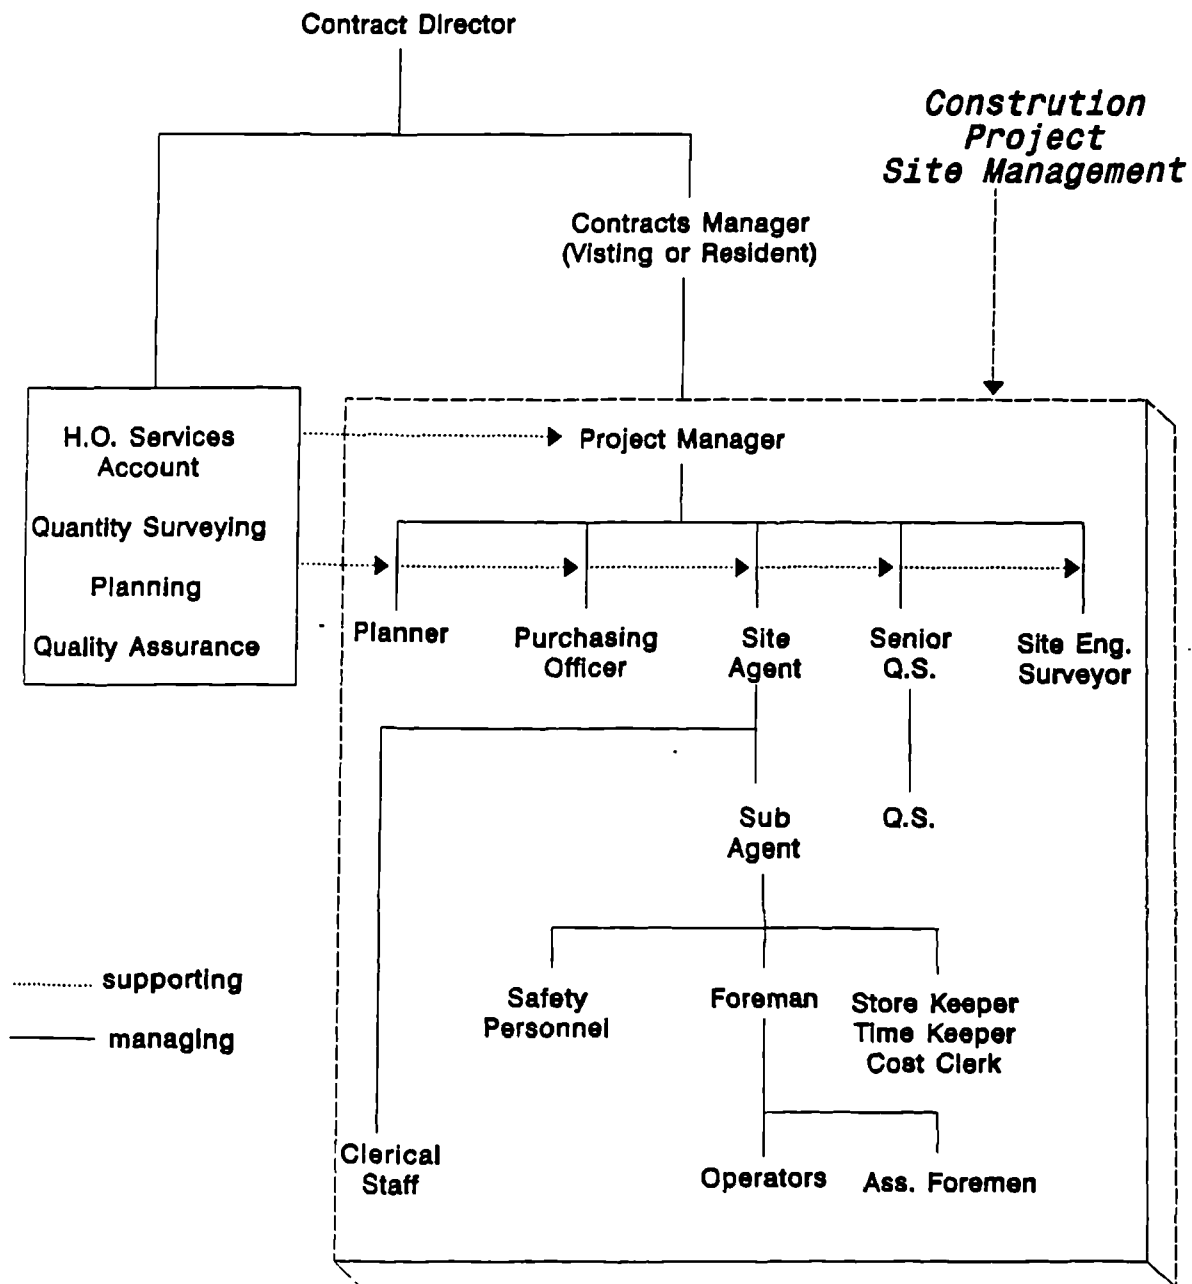 Contract Director
Constrution
Project
Site Management
Contracts Manager
(Visting or Resident)
H.O. Services
Account
Quantity Surveying
Planning
Quality Assurance
Project Manager
Planner
Purchasing
Officer
Site
Agent
Senior
Q.S.
Site Eng.
Surveyor
Sub
Agent
Q.S.
supporting
managing
Safety
Personnel
Foreman
Store Keeper
Time Keeper
Cost Clerk
Clerical
Staff
Operators
Ass. Foremen